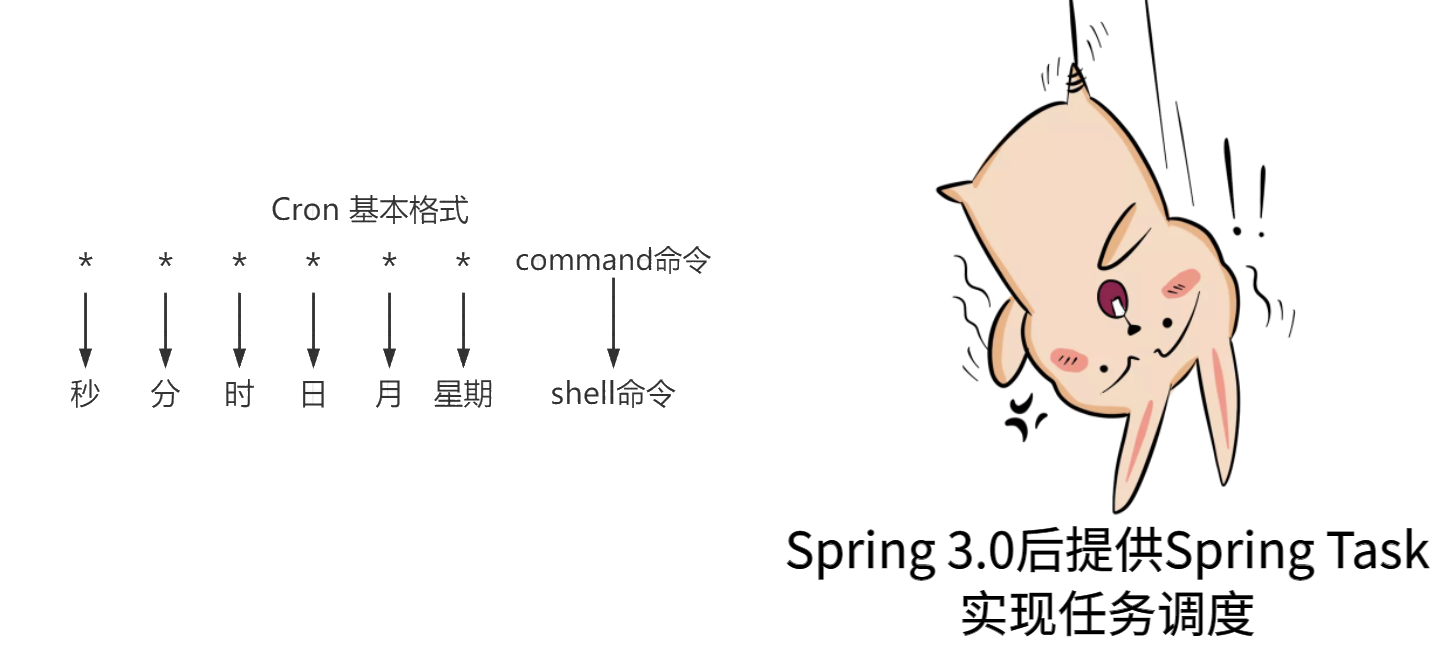 Cron 基本格式
* * * * * * command命令
秒 分 时 日 月 星期 shell命令
Spring 3.0后提供Spring Task
实现任务调度